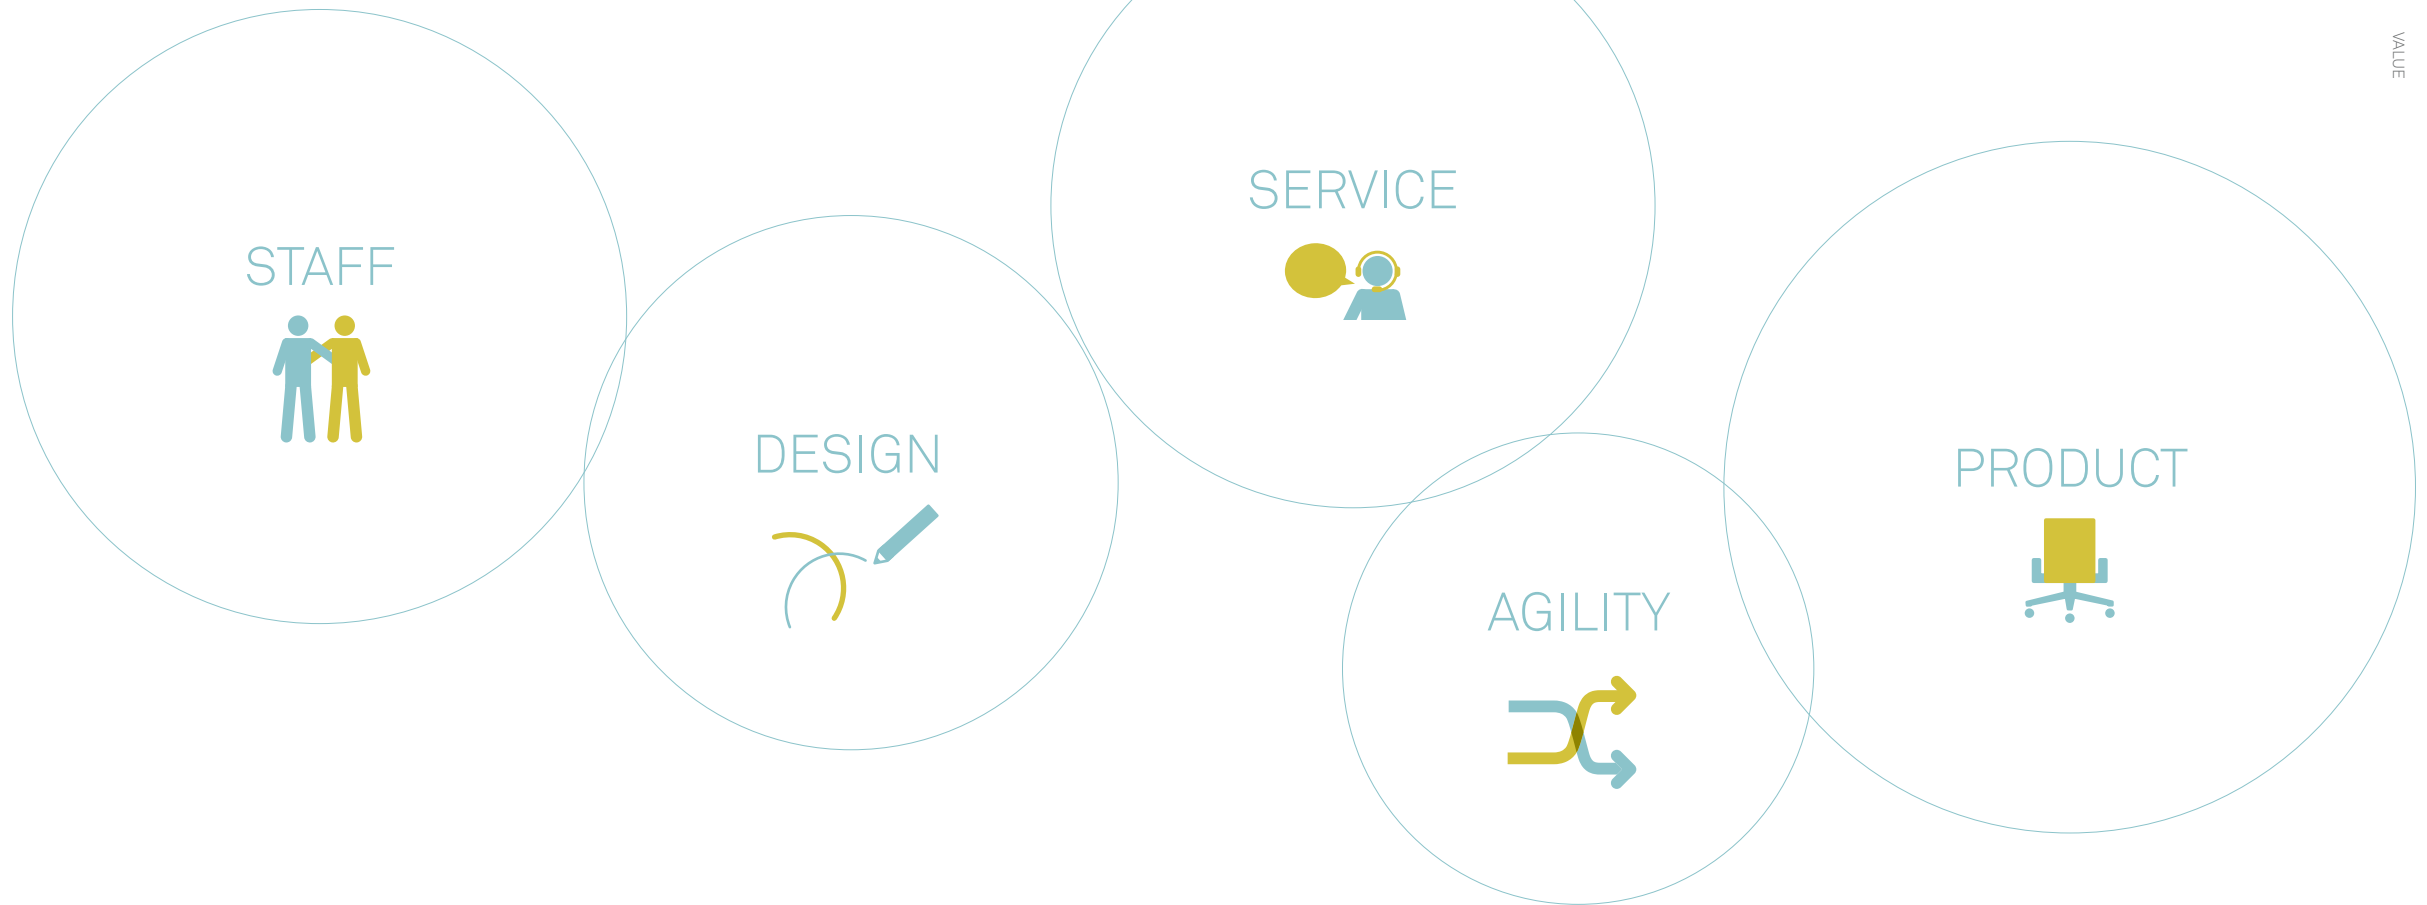 STAFF
DESIGN
SERVICE
AGILITY
PRODUCT
VALUE